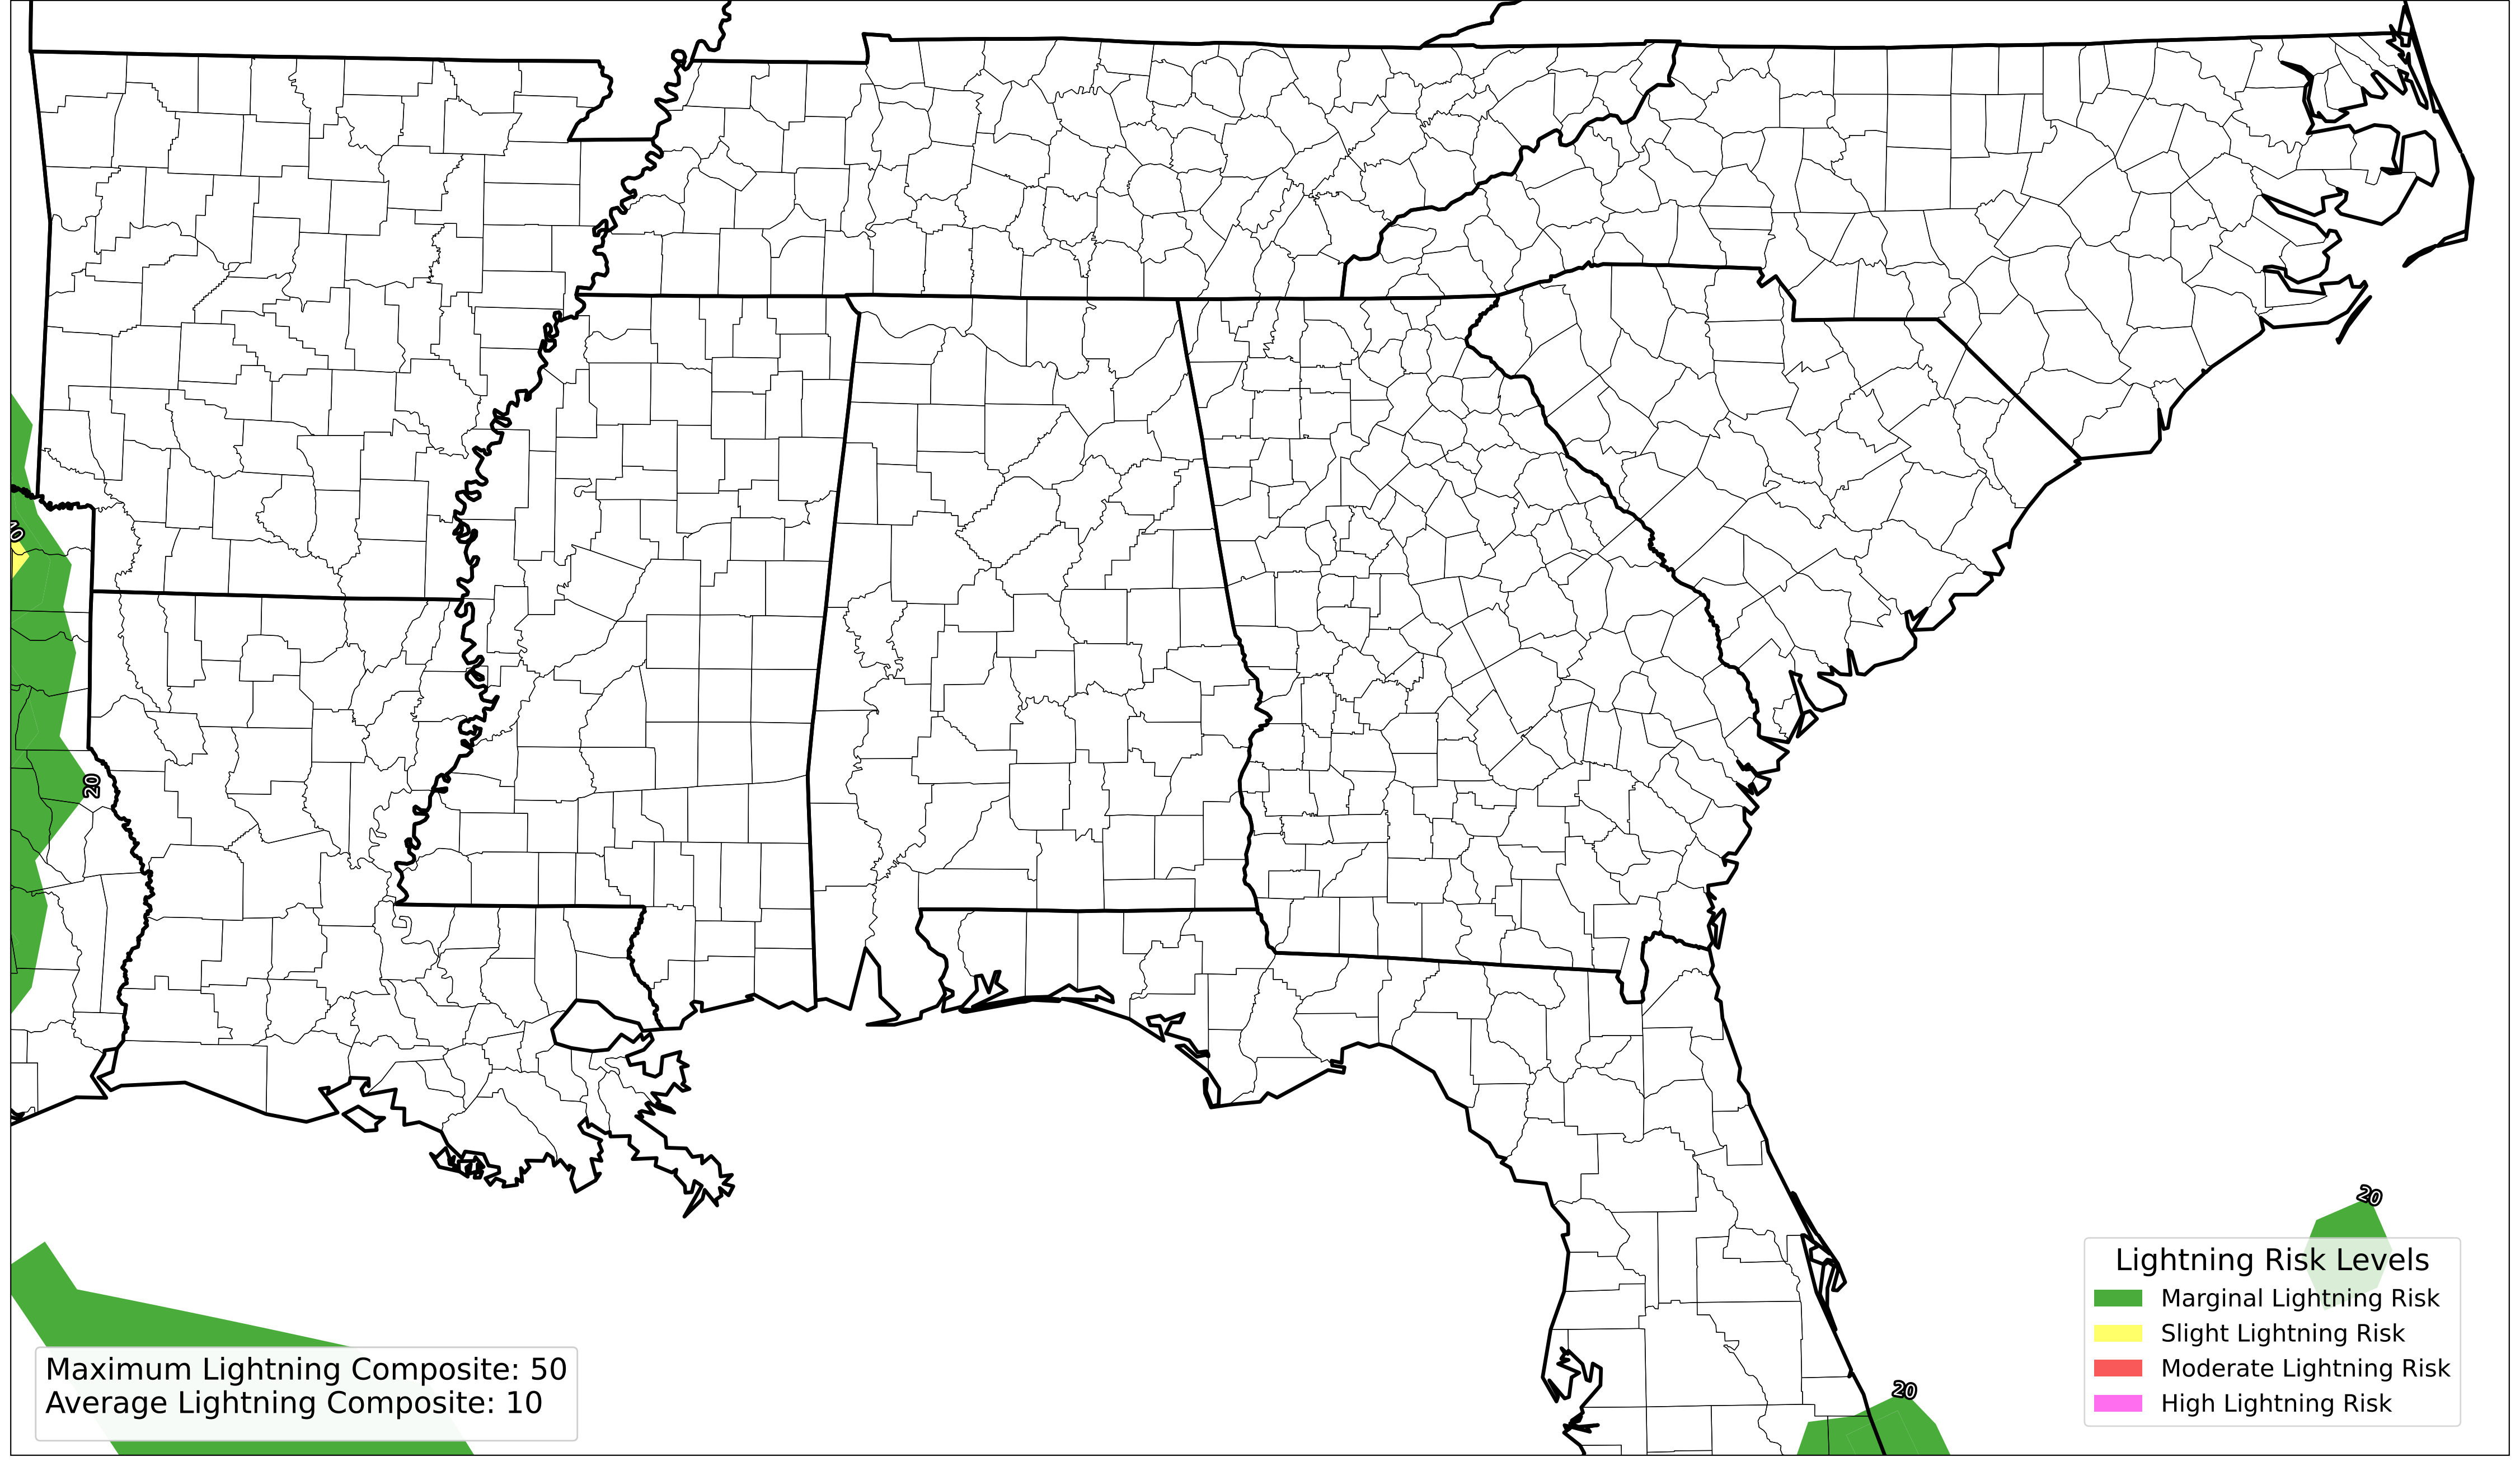 20
20
20
Lightning Risk Levels
Marginal Lightning Risk
Slight Lightning Risk
Moderate Lightning Risk
High Lightning Risk
Maximum Lightning Composite: 50
Average Lightning Composite: 10